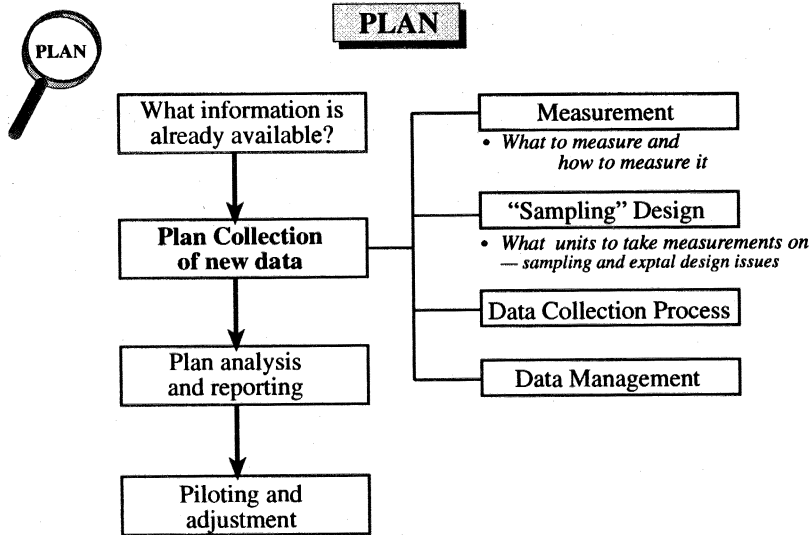 PLAN
PLAN
What information is
already available?
Plan Collection
of new data
Plan analysis
and reporting
Piloting and
adjustment
Measurement
• What to measure and
how to measure it
“Sampling” Design
• What units to take measurements on
— sampling and exptal design issues
Data Collection Process
Data Management